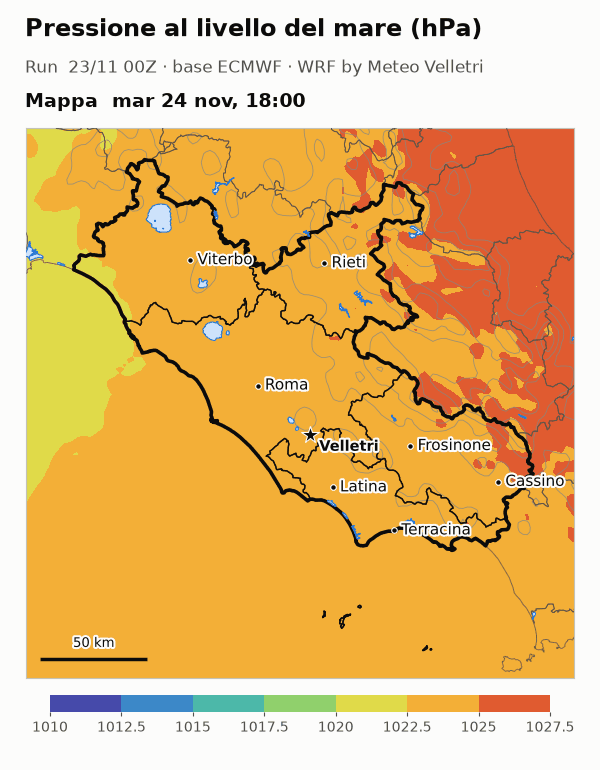 Pressione al livello del mare (hPa)
Run  23/11 00Z · base ECMWF · WRF by Meteo Velletri
Mappa  mar 24 nov, 18:00
Viterbo
Rieti
Roma
Velletri
Frosinone
Cassino
Latina
Terracina
50 km
1010 1012.5 1015 1017.5 1020 1022.5 1025 1027.5